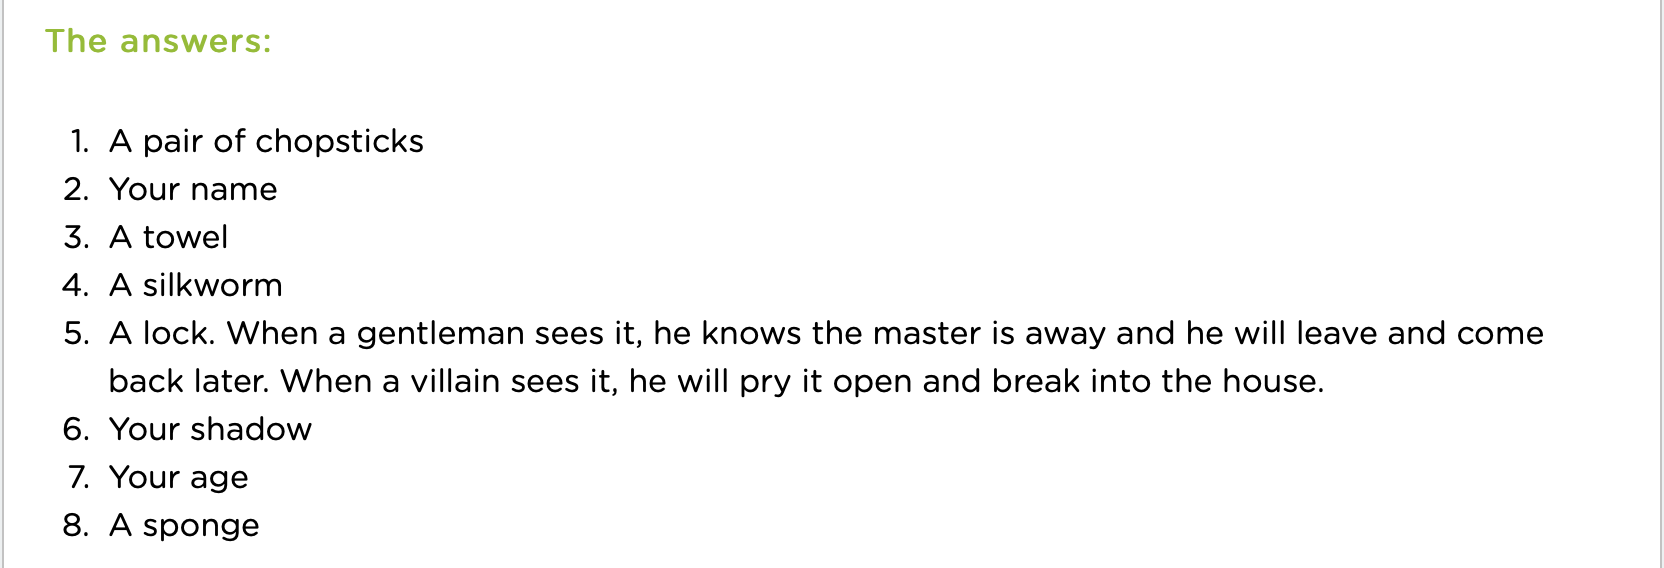 The answers:
1. A pair of chopsticks
2. Your name
3. A towel
4. A silkworm
5. A lock. When a gentleman sees it, he knows the master is away and he will leave and come
back later. When a villain sees it, he will pry it open and break into the house.
6. Your shadow
7. Your age
8. A sponge